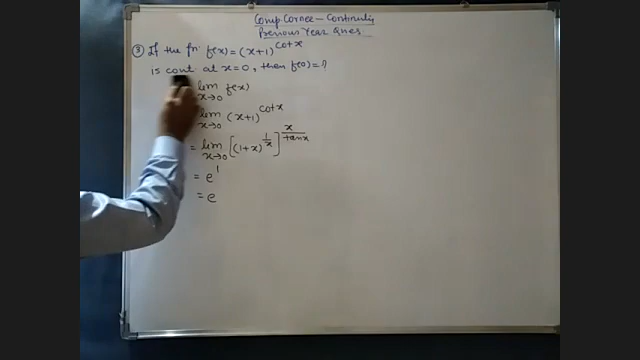 Comp Corner - Continuity
Previous Year Ques.
③ If the fn. f(x) = (x+1)^cot x
is cont. at x = 0, then f(0) = ?
lim x→0 f(x)
lim x→0 (x+1)^cot x
= lim x→0 [(1+x)^1/x]^x/tan x
= e^1
= e